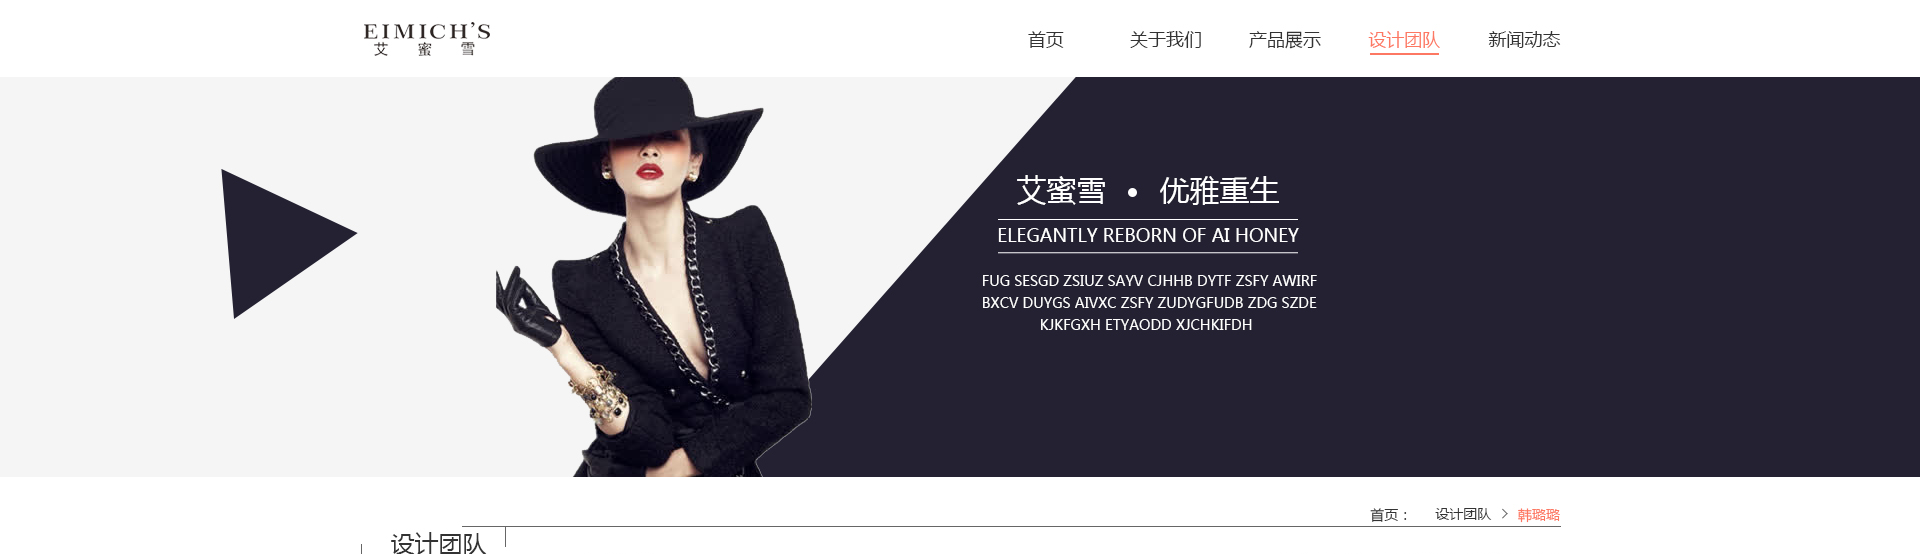 EIMICH'S
艾蜜雪
首页 关于我们 产品展示 设计团队 新闻动态
艾蜜雪 • 优雅重生
ELEGANTLY REBORN OF AI HONEY
FUG SESGD ZSIUZ SAYV CJHHB DYTF ZSFY AWIRF
BXCV DUYGS AIVXC ZSFY ZUDYGFUDB ZDG SZDE
KJKFGXH ETYAODD XJCHKIFDH
首页： 设计团队 > 韩璐璐
设计团队